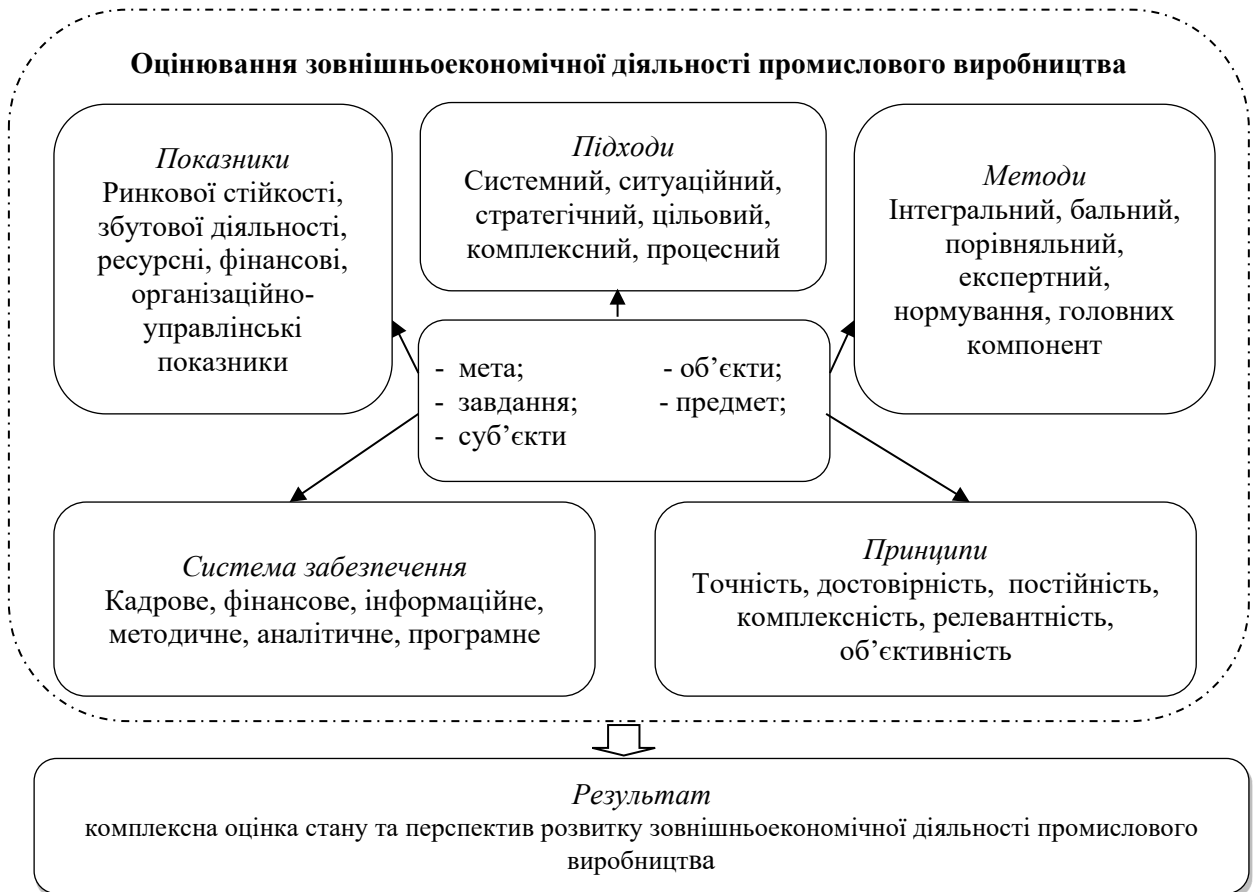 Оцінювання зовнішньоекономічної діяльності промислового виробництва
Показники
Ринкової стійкості,
збутової діяльності,
ресурсні, фінансові,
організаційно-
управлінські
показники
Підходи
Системний, ситуаційний,
стратегічний, цільовий,
комплексний, процесний
Методи
Інтегральний, бальний,
порівняльний,
експертний,
нормування, головних
компонент
- мета; - об’єкти;
- завдання; - предмет;
- суб’єкти
Система забезпечення
Кадрове, фінансове, інформаційне,
методичне, аналітичне, програмне
Принципи
Точність, достовірність, постійність,
комплексність, релевантність,
об’єктивність
Результат
комплексна оцінка стану та перспектив розвитку зовнішньоекономічної діяльності промислового
виробництва